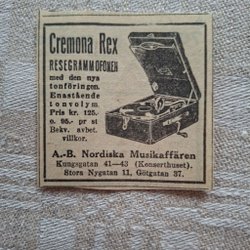 Cremona Rex
RESEGRAMMOFONEN
med den nya
tonföringen.
Enastående
tonvolym
Pris kr. 125.
o. 95.- pr st
Bekv. avbet.
villkor.
A.-B. Nordiska Musikaffären
Kungsgatan 41—43 (Konserthuset).
Stora Nygatan 11, Götgatan 37.